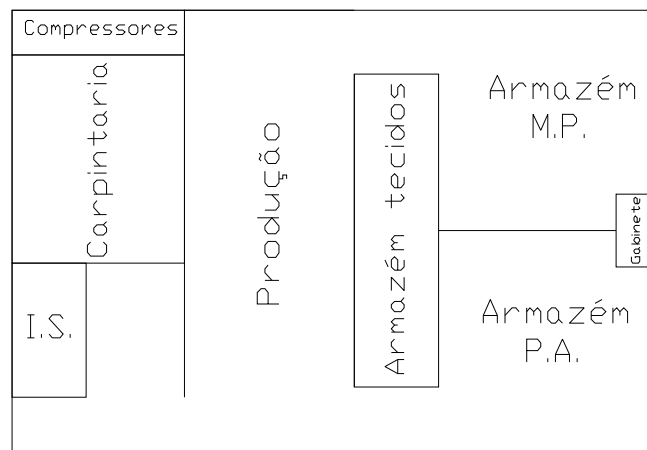 Compressores
Carpintaria
I.S.
Produção
Armazém tecidos
Armazém
M.P.
Gabinete
Armazém
P.A.